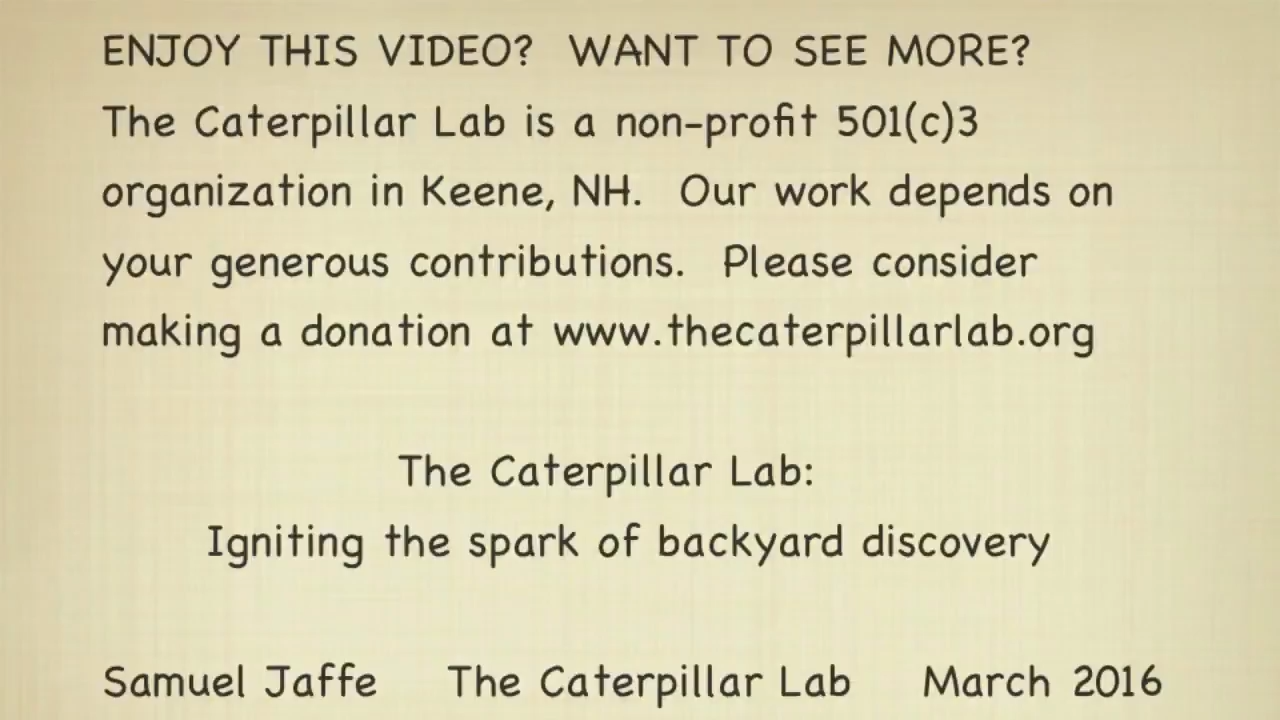 ENJOY THIS VIDEO? WANT TO SEE MORE?
The Caterpillar Lab is a non-profit 501(c)3
organization in Keene, NH. Our work depends on
your generous contributions. Please consider
making a donation at www.thecaterpillarlab.org
The Caterpillar Lab:
Igniting the spark of backyard discovery
Samuel Jaffe The Caterpillar Lab March 2016